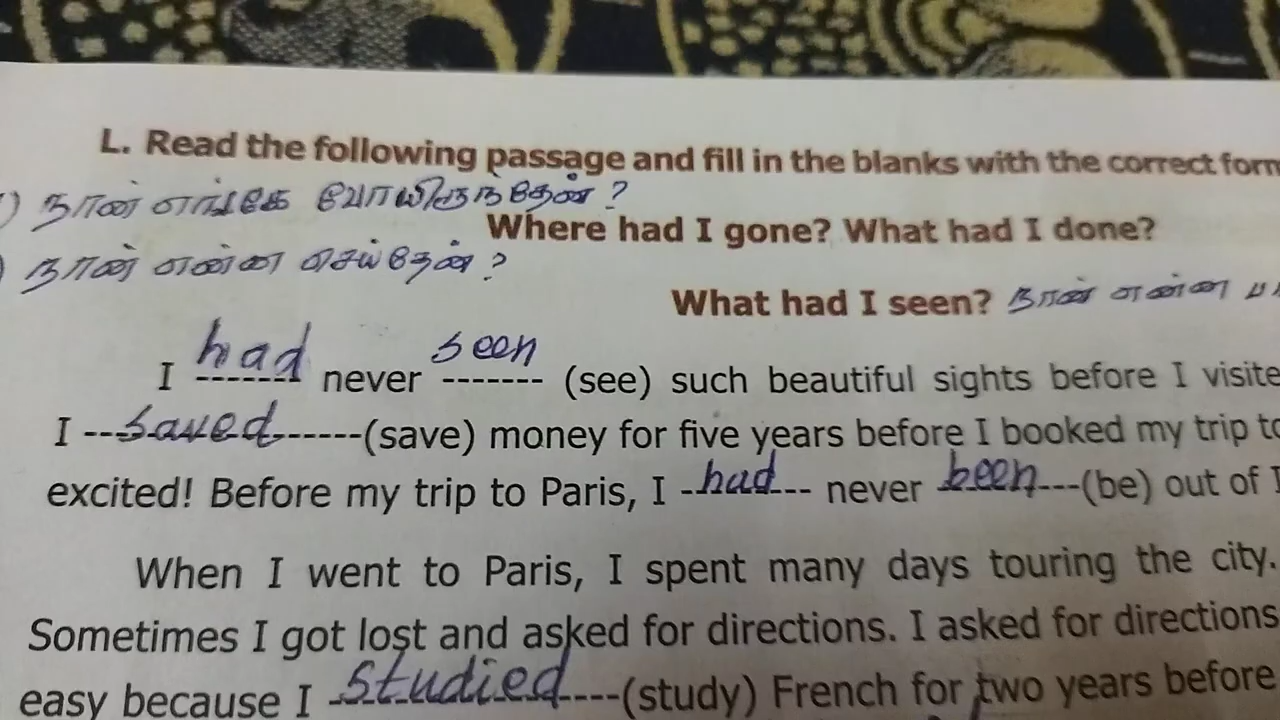 L. Read the following passage and fill in the blanks with the correct form
நான் எங்கே போயிருந்தேன் ?
Where had I gone? What had I done?
நான் என்ன செய்தேன் ?
What had I seen? நான் என்ன
I had never seen (see) such beautiful sights before I visite
I --saved------(save) money for five years before I booked my trip to
excited! Before my trip to Paris, I --had--- never been---(be) out of
When I went to Paris, I spent many days touring the city.
Sometimes I got lost and asked for directions. I asked for directions
easy because I studied----(study) French for two years before